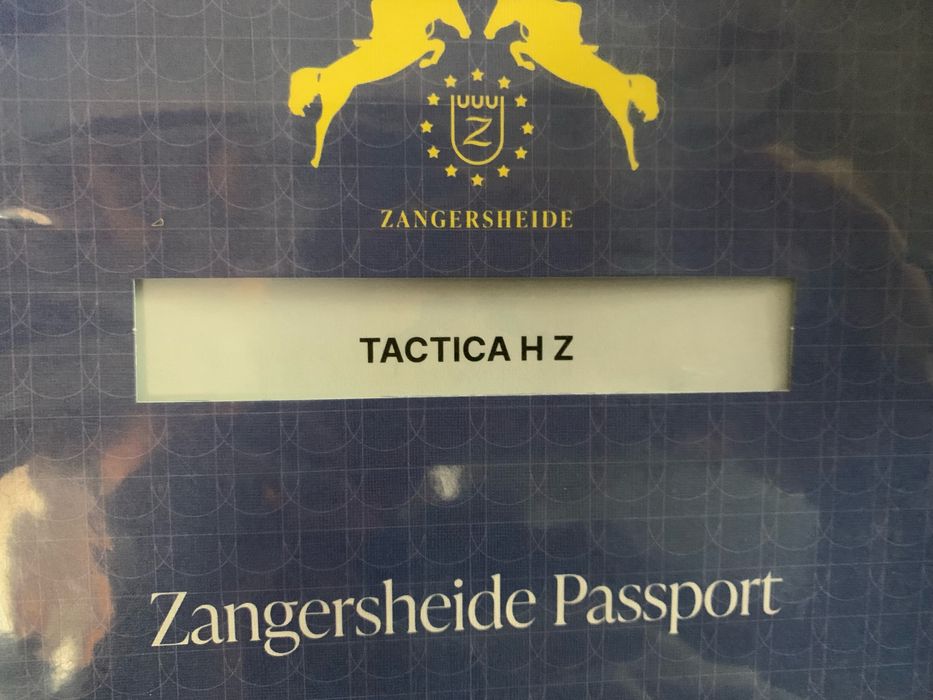 Z
ZANGERSHEIDE
TACTICA H Z
Zangersheide Passport